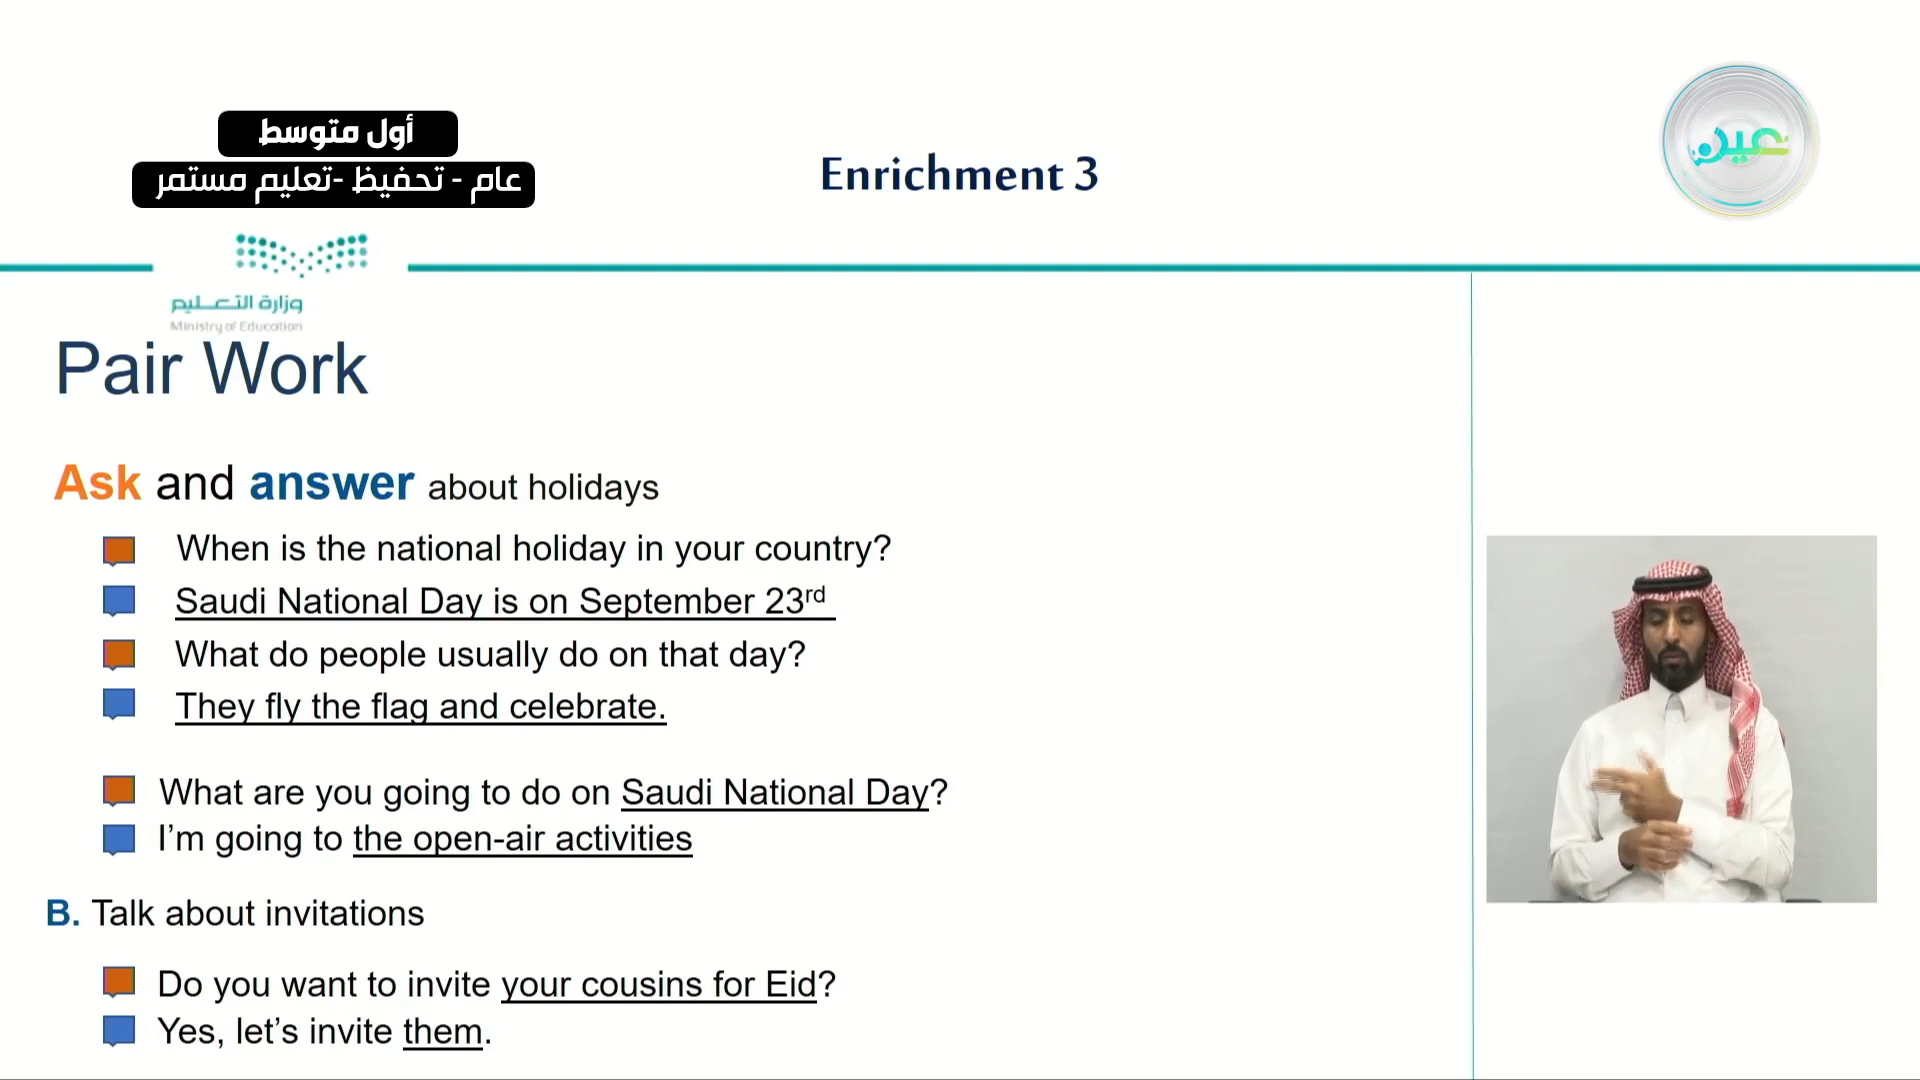 أول متوسط
عام - تحفيظ -تعليم مستمر
Enrichment 3
عين
وزارة التعليم
Ministry of Education
Pair Work
Ask and answer about holidays
When is the national holiday in your country?
Saudi National Day is on September 23rd
What do people usually do on that day?
They fly the flag and celebrate.
What are you going to do on Saudi National Day?
I’m going to the open-air activities
B. Talk about invitations
Do you want to invite your cousins for Eid?
Yes, let’s invite them.